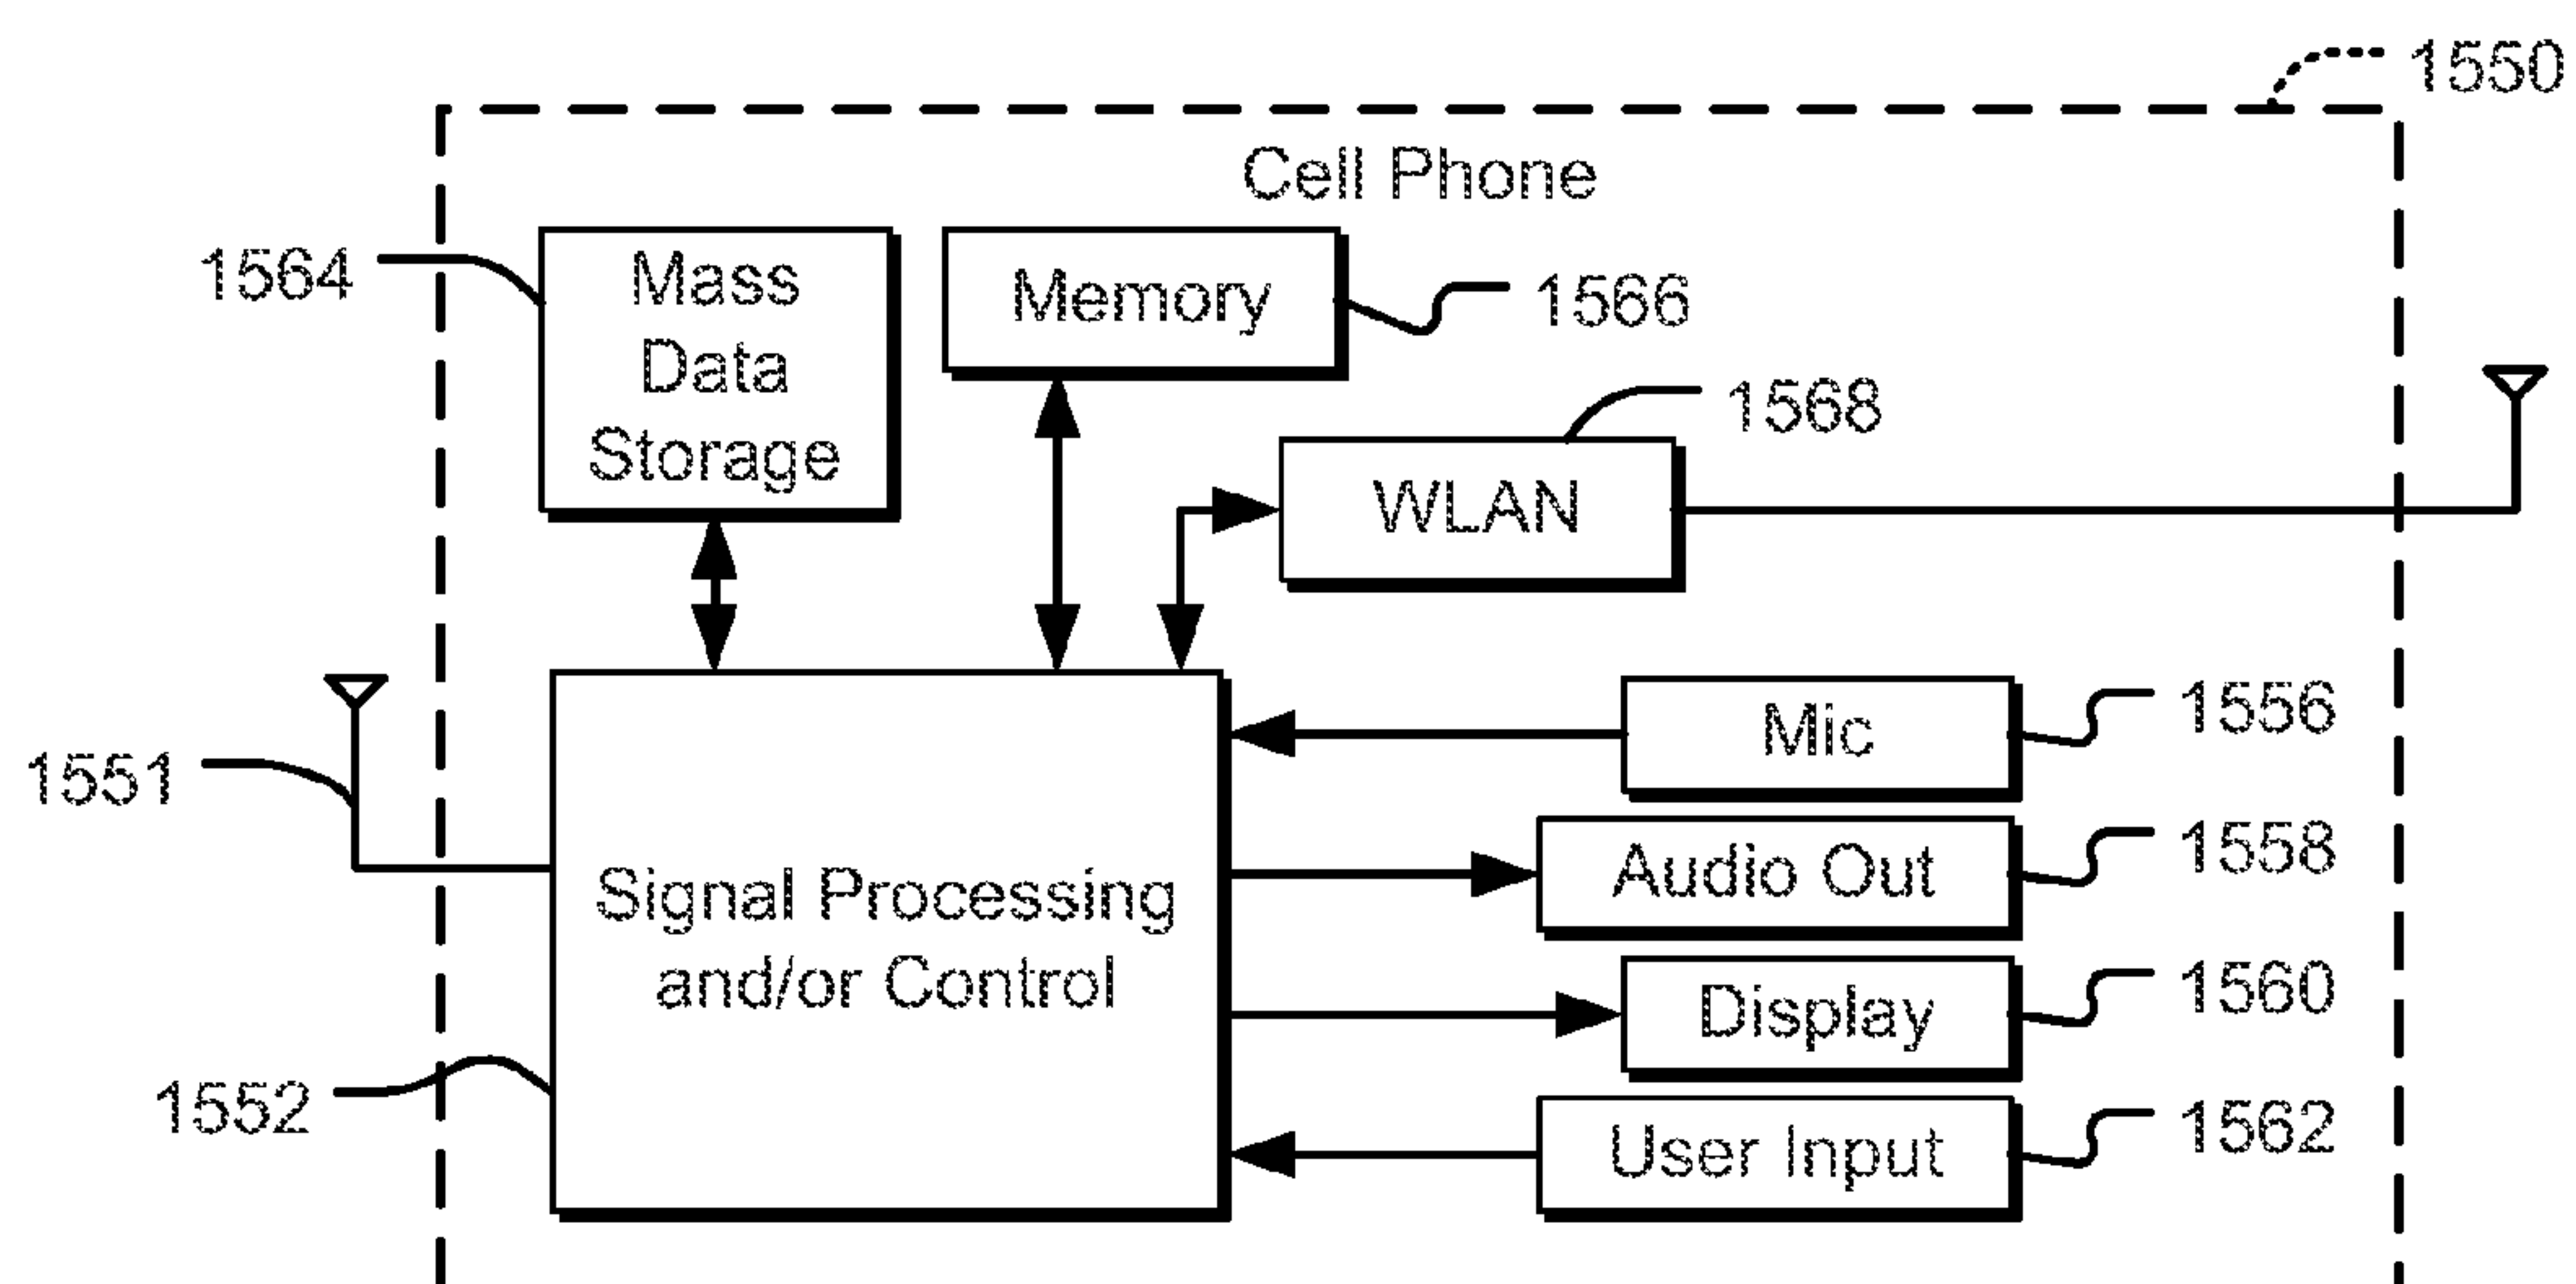 1550
Cell Phone
1564
Mass
Data
Storage
Memory
1566
1568
WLAN
1551
Signal Processing
and/or Control
1552
Mic
1556
Audio Out
1558
Display
1560
User Input
1562